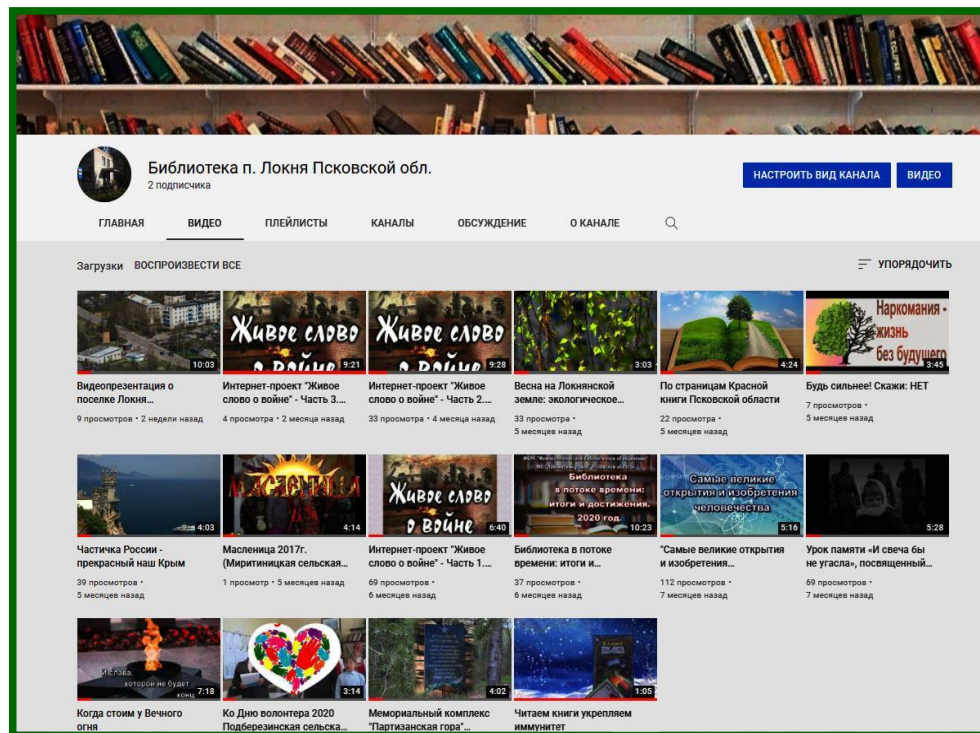 Библиотека п. Локня Псковской обл.
2 подписчика
НАСТРОИТЬ ВИД КАНАЛА
ВИДЕО
ГЛАВНАЯ ВИДЕО ПЛЕЙЛИСТЫ КАНАЛЫ ОБСУЖДЕНИЕ О КАНАЛЕ
Загрузки ВОСПРОИЗВЕСТИ ВСЕ
УПОРЯДОЧИТЬ
10:03
Видеопрезентация о
поселке Локня...
9 просмотров • 2 недели назад
Живое слово
о войне
9:21
Интернет-проект "Живое
слово о войне" - Часть 3....
4 просмотра • 2 месяца назад
Живое слово
о войне
9:28
Интернет-проект "Живое
слово о войне" - Часть 2....
33 просмотра • 4 месяца назад
3:03
Весна на Локнянской
земле: экологическое...
33 просмотра •
5 месяцев назад
4:24
По страницам Красной
книги Псковской области
22 просмотра •
5 месяцев назад
Наркомания -
жизнь
без будущего
3:45
Будь сильнее! Скажи: НЕТ
7 просмотров •
5 месяцев назад
4:03
Частичка России -
прекрасный наш Крым
39 просмотров •
5 месяцев назад
МАСЛЕНИЦА
4:14
Масленица 2017г.
(Миритиницкая сельская...
1 просмотр • 5 месяцев назад
Живое слово
о войне
6:40
Интернет-проект "Живое
слово о войне" - Часть 1....
69 просмотров •
6 месяцев назад
Библиотека
в потоке времени:
итоги и достижения.
2020 год.
10:23
Библиотека в потоке
времени: итоги и...
37 просмотров •
6 месяцев назад
Самые великие
открытия и изобретения
человечества
5:16
"Самые великие открытия
и изобретения...
112 просмотров •
7 месяцев назад
5:28
Урок памяти «И свеча бы
не угасла», посвященный...
69 просмотров •
7 месяцев назад
И слава,
которой не будет
конц
7:18
Когда стоим у Вечного
огня
3:14
Ко Дню волонтера 2020
Подберезинская сельска...
4:02
Мемориальный комплекс
"Партизанская гора"...
1:05
Читаем книги укрепляем
иммунитет